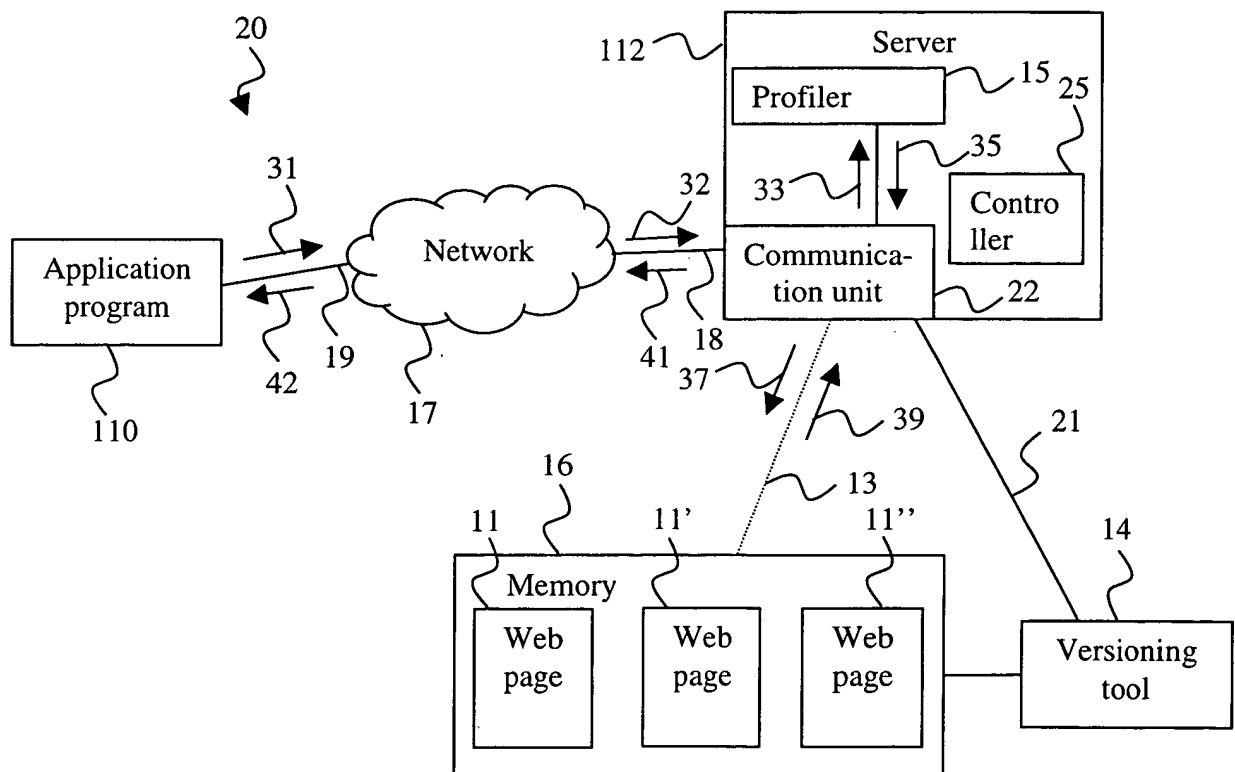 20
112
Server
Profiler
15
25
33
35
Contro
ller
31
32
Application
program
Network
Communica-
tion unit
22
42
19
41
18
110
17
37
39
21
16
13
11
11'
11''
14
Memory
Web
page
Web
page
Web
page
Versioning
tool